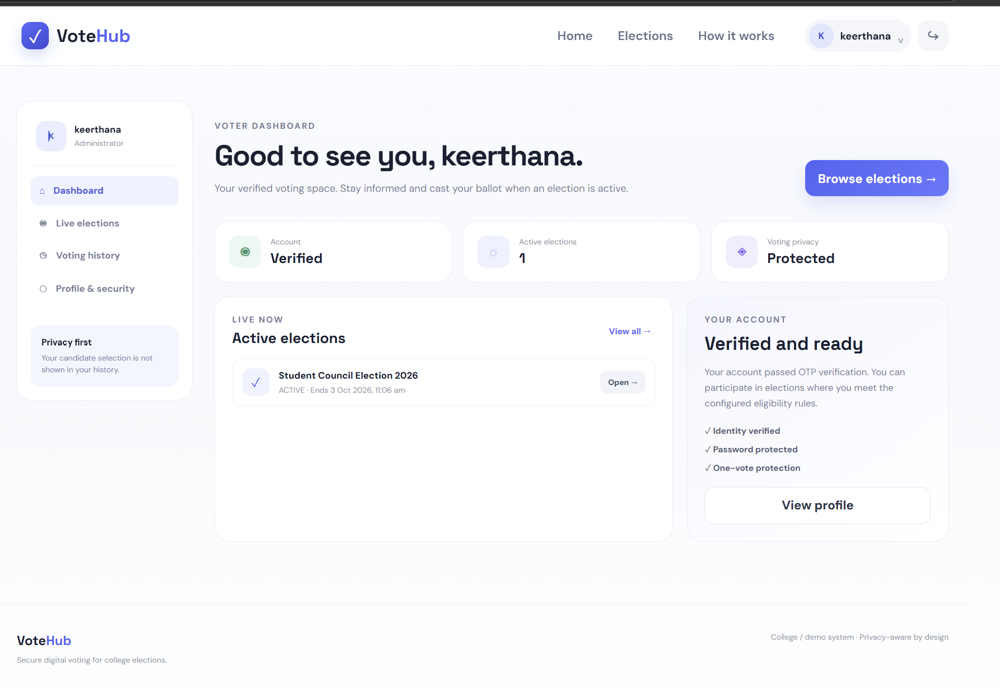 ✓ VoteHub
Home Elections How it works K keerthana v ↪
K keerthana
Administrator
⌂ Dashboard
◉ Live elections
◷ Voting history
○ Profile & security
Privacy first
Your candidate selection is not
shown in your history.
VOTER DASHBOARD
Good to see you, keerthana.
Your verified voting space. Stay informed and cast your ballot when an election is active.
Browse elections →
Account
Verified
Active elections
1
Voting privacy
Protected
LIVE NOW
Active elections
View all →
✓ Student Council Election 2026
ACTIVE · Ends 3 Oct 2026, 11:06 am
Open →
YOUR ACCOUNT
Verified and ready
Your account passed OTP verification. You can
participate in elections where you meet the
configured eligibility rules.
✓ Identity verified
✓ Password protected
✓ One-vote protection
View profile
VoteHub
Secure digital voting for college elections.
College / demo system · Privacy-aware by design